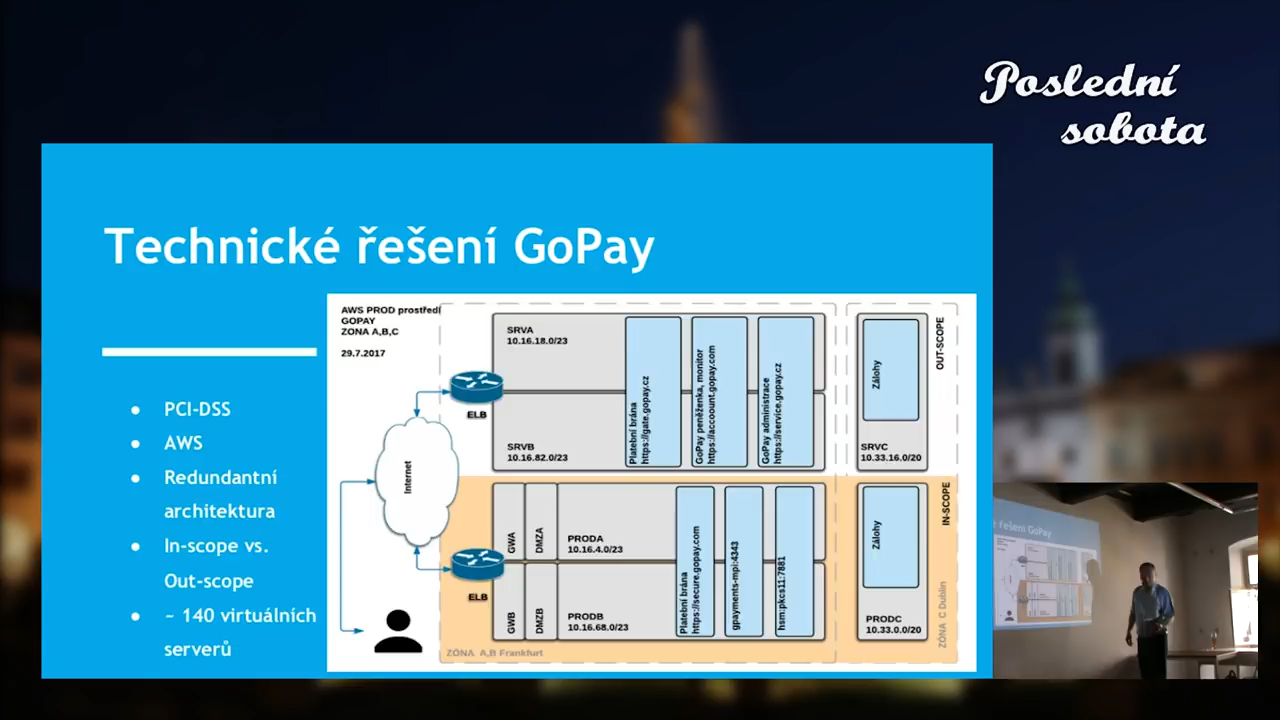 Poslední
sobota
Technické řešení GoPay
● PCI-DSS
● AWS
● Redundantní
architektura
● In-scope vs.
Out-scope
● ~ 140 virtuálních
serverů
AWS PROD prostředí
GOPAY
ZONA A,B,C
29.7.2017
Internet
ELB
ELB
SRVA
10.16.18.0/23
SRVB
10.16.82.0/23
Platební brána
https://gate.gopay.cz
GoPay peněženka, monitor
https://accoount.gopay.com
GoPay administrace
https://service.gopay.cz
Zálohy
SRVC
10.33.16.0/20
OUT-SCOPE
GWA
DMZA
PRODA
10.16.4.0/23
GWB
DMZB
PRODB
10.16.68.0/23
Platební brána
https://secure.gopay.com
gpayments-mpi:4343
hsm:pkcs11:7881
Zálohy
PRODC
10.33.0.0/20
IN-SCOPE
ZÓNA A,B Frankfurt
ZÓNA C Dublin
řešení GoPay